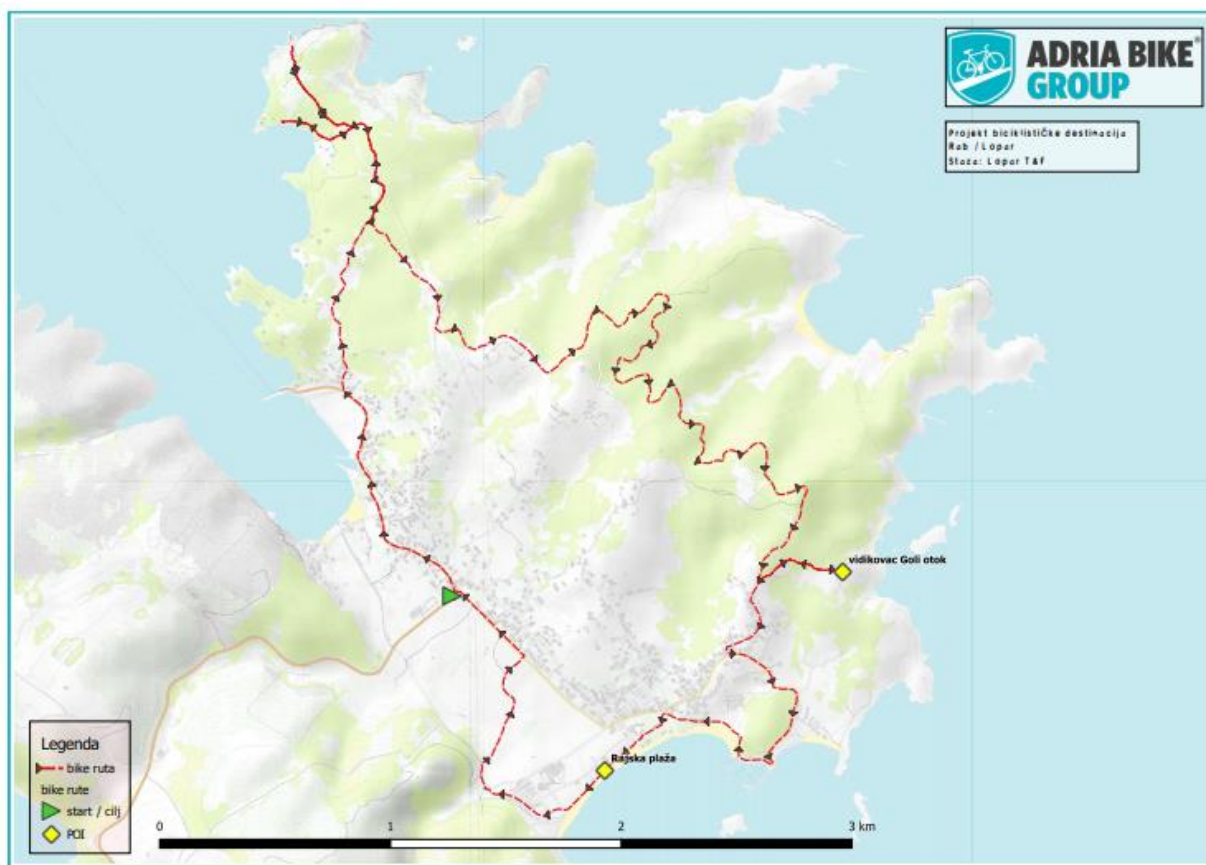 ADRIA BIKE
GROUP
Projekt biciklističke destinacija
Rab / Lopar
Staza: Lopar T&F
vidikovac Goli otok
Rajska plaža
Legenda
bike ruta
bike rute
start / cilj
POI
0 1 2 3 km